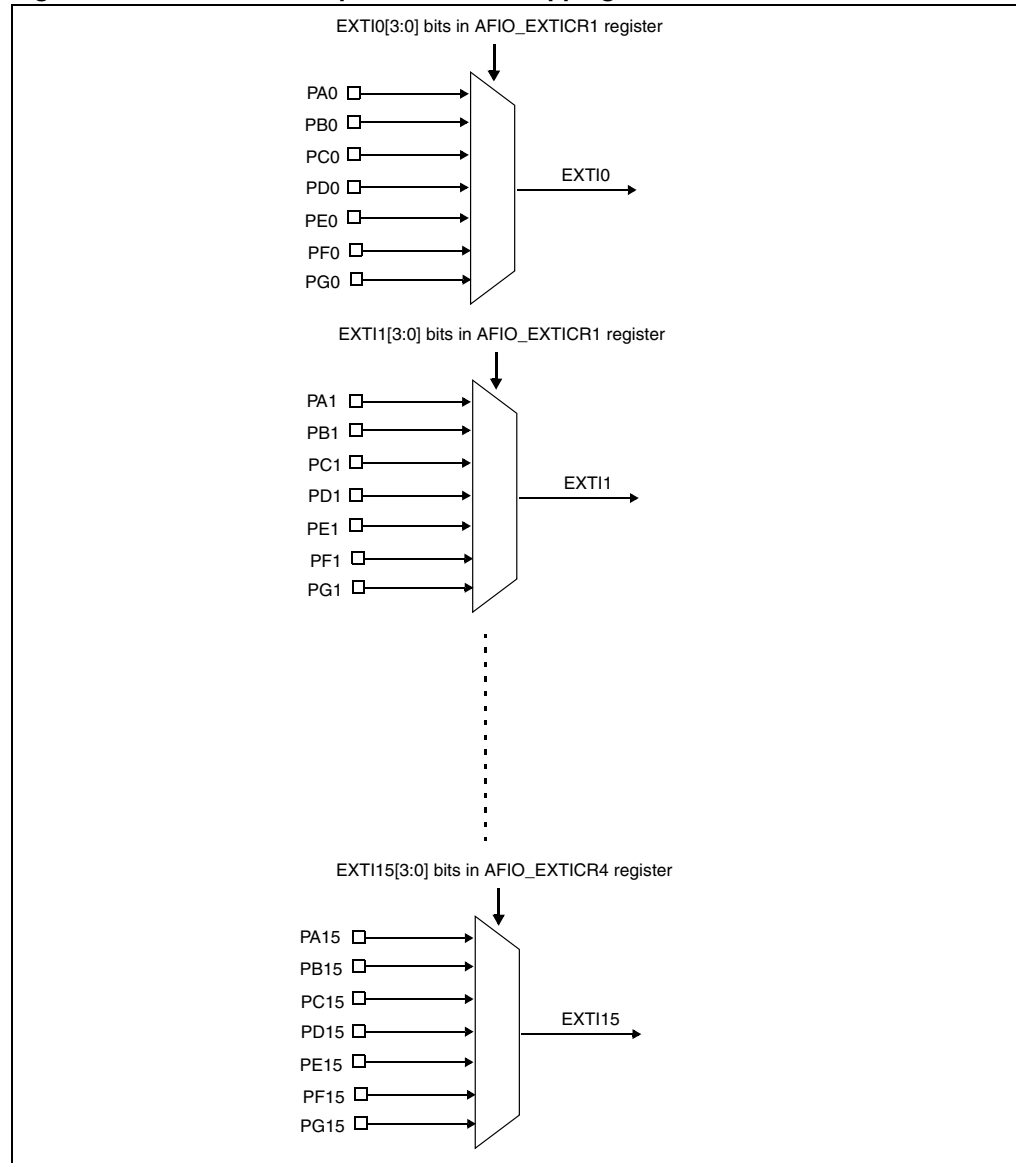 EXTI0[3:0] bits in AFIO_EXTICR1 register
PA0
PB0
PC0
PD0
EXTI0
PE0
PF0
PG0
EXTI1[3:0] bits in AFIO_EXTICR1 register
PA1
PB1
PC1
PD1
EXTI1
PE1
PF1
PG1
EXTI15[3:0] bits in AFIO_EXTICR4 register
PA15
PB15
PC15
PD15
EXTI15
PE15
PF15
PG15